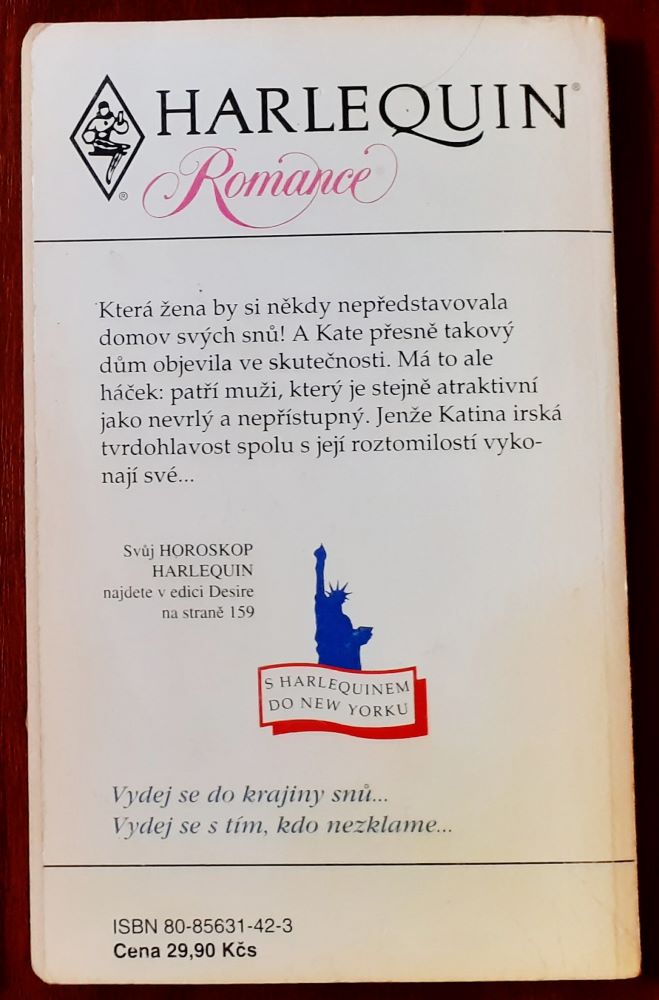 HARLEQUIN®
Romance
®
Která žena by si někdy nepředstavovala
domov svých snů! A Kate přesně takový
dům objevila ve skutečnosti. Má to ale
háček: patří muži, který je stejně atraktivní
jako nevrlý a nepřístupný. Jenže Katina irská
tvrdohlavost spolu s její roztomilostí vyko-
nají své...
Svůj HOROSKOP
HARLEQUIN
najdete v edici Desire
na straně 159
S HARLEQUINEM
DO NEW YORKU
Vydej se do krajiny snů...
Vydej se s tím, kdo nezklame...
ISBN 80-85631-42-3
Cena 29,90 Kčs